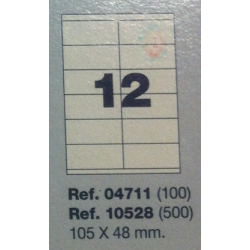 12
Ref. 04711 (100)
Ref. 10528 (500)
105 X 48 mm.